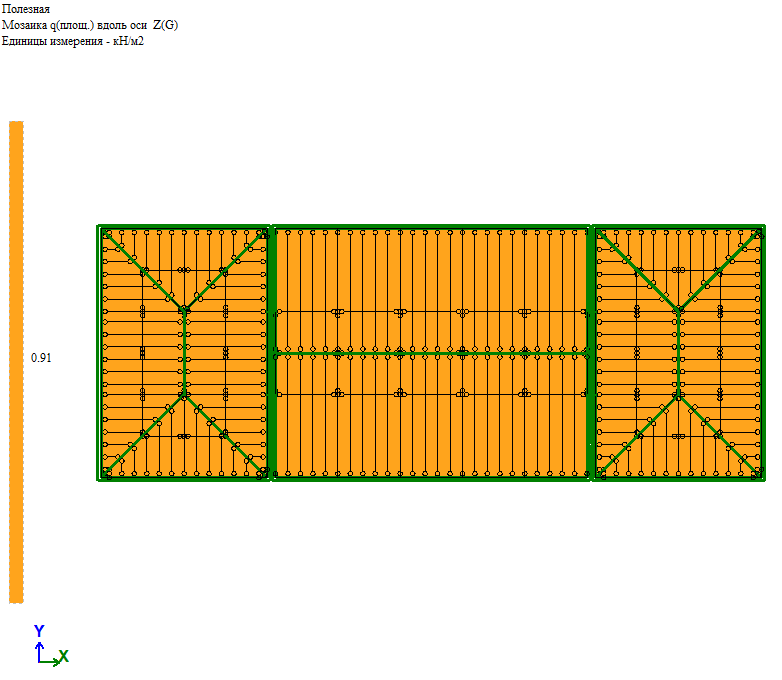 Полезная
Мозаика q(площ.) вдоль оси Z(G)
Единицы измерения - кН/м2
0.91
Y
X